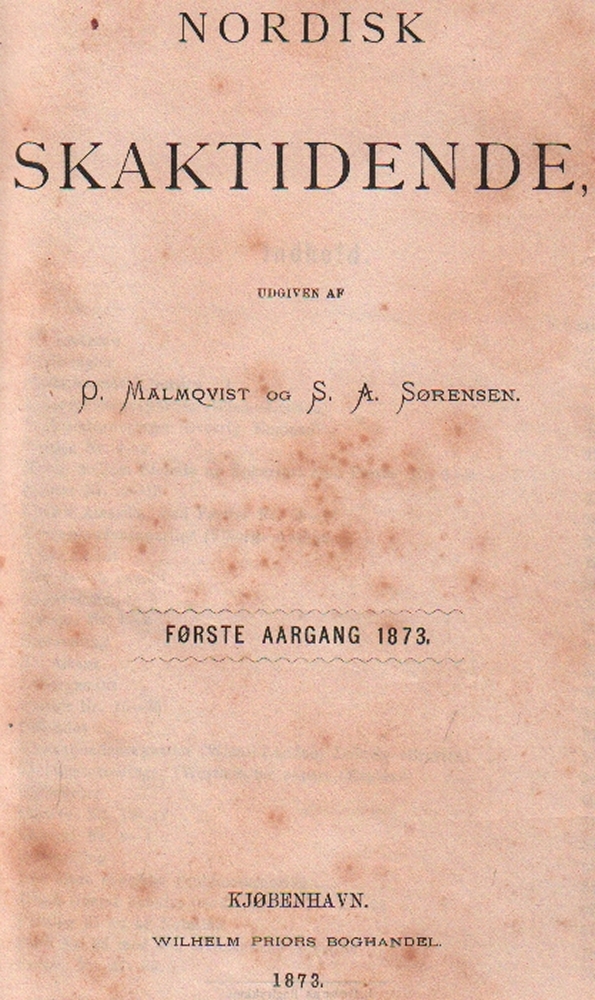 NORDISK
SKAKTIDENDE,
UDGIVEN AF
O. MALMQVIST OG S. A. SØRENSEN.
FØRSTE AARGANG 1873.
KJØBENHAVN.
WILHELM PRIORS BOGHANDEL.
1873.